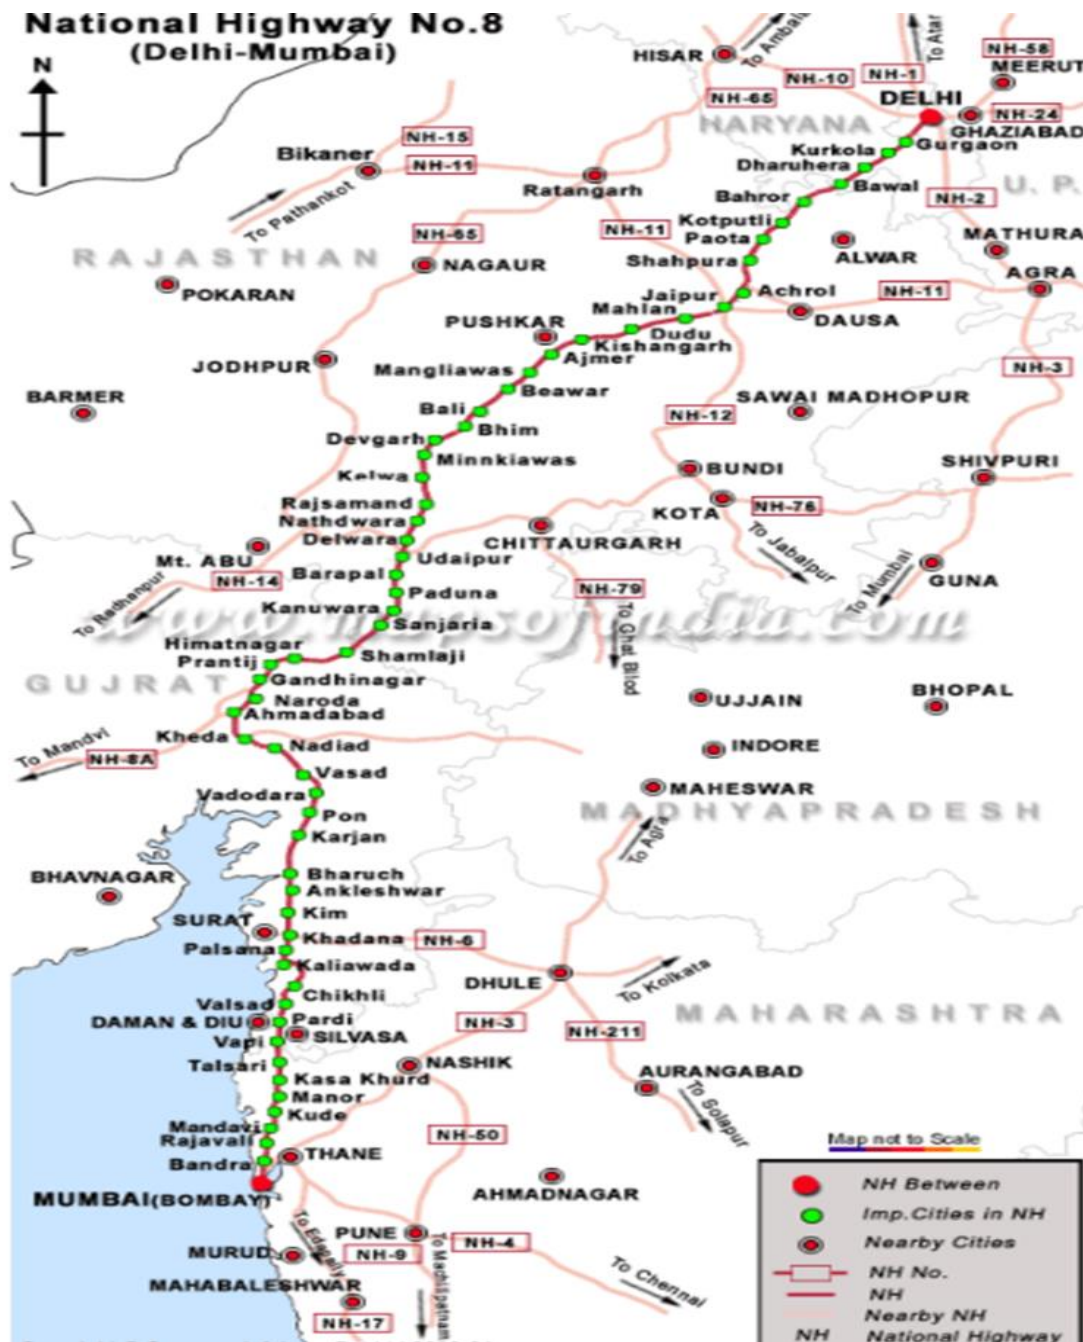 National Highway No.8
(Delhi-Mumbai)
N
HISAR
To Ambala
To Atar
NH-58
NH-10
NH-1
MEERUT
NH-65
DELHI
NH-24
HARYANA
GHAZIABAD
NH-15
Kurkola
Gurgaon
Bikaner
NH-11
Dharuhera
Ratangarh
Bahror
Bawal
U.P.
To Pathankot
NH-2
NH-65
NH-11
Kotputli
MATHURA
RAJASTHAN
Paota
NAGAUR
Shahpura
ALWAR
AGRA
POKARAN
Jaipur
Achrol
NH-11
Mahlan
PUSHKAR
Dudu
DAUSA
Kishangarh
JODHPUR
Ajmer
Mangliawas
NH-3
BARMER
Beawar
SAWAI MADHOPUR
Bali
NH-12
Bhim
Devgarh
Minnkiawas
BUNDI
SHIVPURI
Kelwa
Rajsamand
KOTA
NH-76
Nathdwara
Delwara
CHITTAURGARH
To Jabalpur
Mt. ABU
Udaipur
To Mumbai
NH-14
Barapal
GUNA
To Radhanpur
Paduna
NH-79
Kanuwara
www.mapsofindia.com
Sanjaria
To Ghat Bilod
Himatnagar
Shamlaji
Prantij
GUJRAT
Gandhinagar
UJJAIN
BHOPAL
Naroda
Ahmadabad
Kheda
Nadiad
INDORE
To Mandvi
NH-8A
Vasad
MAHESWAR
Vadodara
MADHYAPRADESH
Pon
To Agra
Karjan
BHAVNAGAR
Bharuch
Ankleshwar
Kim
SURAT
Khadana
NH-6
Palsana
Kaliawada
DHULE
To Kolkata
Chikhli
Valsad
MAHARASHTRA
DAMAN & DIU
Pardi
NH-3
NH-211
Vapi
SILVASA
Talsari
NASHIK
AURANGABAD
Kasa Khurd
Manor
To Solapur
Kude
Mandavi
NH-50
Rajavali
Map not to Scale
Bandra
THANE
MUMBAI(BOMBAY)
AHMADNAGAR
NH Between
Imp.Cities in NH
PUNE
NH-4
Nearby Cities
MURUD
NH-9
To Machlipatnam
To Chennai
NH No.
MAHABALESHWAR
NH
NH-17
Nearby NH
NH National Highway